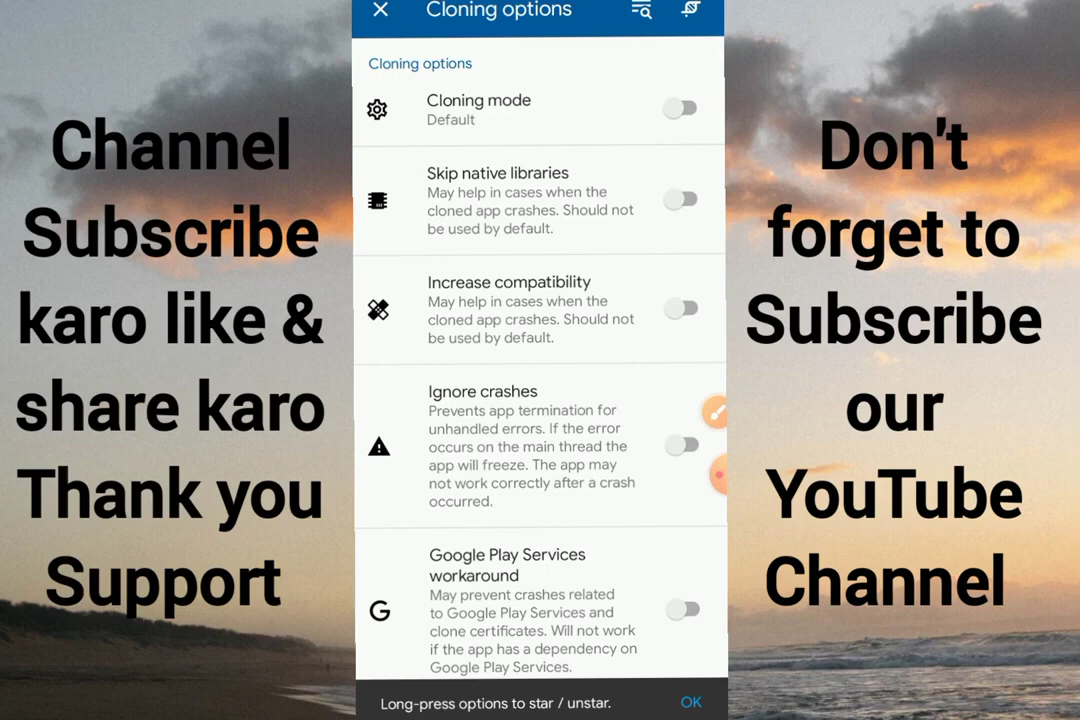 Channel
Subscribe
karo like &
share karo
Thank you
Support
Cloning options
Cloning options
Cloning mode
Default
Skip native libraries
May help in cases when the
cloned app crashes. Should not
be used by default.
Increase compatibility
May help in cases when the
cloned app crashes. Should not
be used by default.
Ignore crashes
Prevents app termination for
unhandled errors. If the error
occurs on the main thread the
app will freeze. The app may
not work correctly after a crash
occurred.
Google Play Services
workaround
May prevent crashes related
to Google Play Services and
clone certificates. Will not work
if the app has a dependency on
Google Play Services.
Long-press options to star / unstar.
OK
Don't
forget to
Subscribe
our
YouTube
Channel